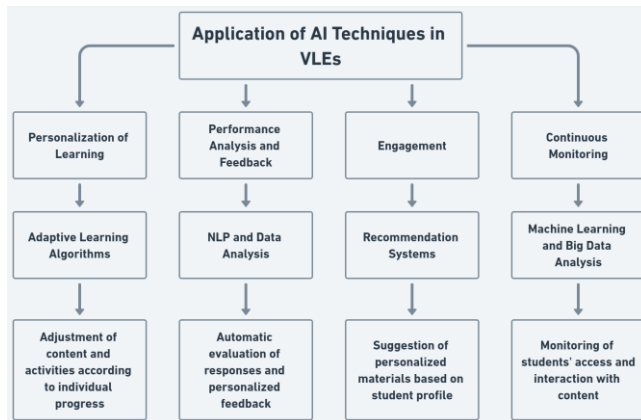 Application of AI Techniques in
VLEs
Personalization of
Learning
Performance
Analysis and
Feedback
Engagement
Continuous
Monitoring
Adaptive Learning
Algorithms
NLP and Data
Analysis
Recommendation
Systems
Machine Learning
and Big Data
Analysis
Adjustment of
content and
activities according
to individual
progress
Automatic
evaluation of
responses and
personalized
feedback
Suggestion of
personalized
materials based on
student profile
Monitoring of
students' access and
interaction with
content